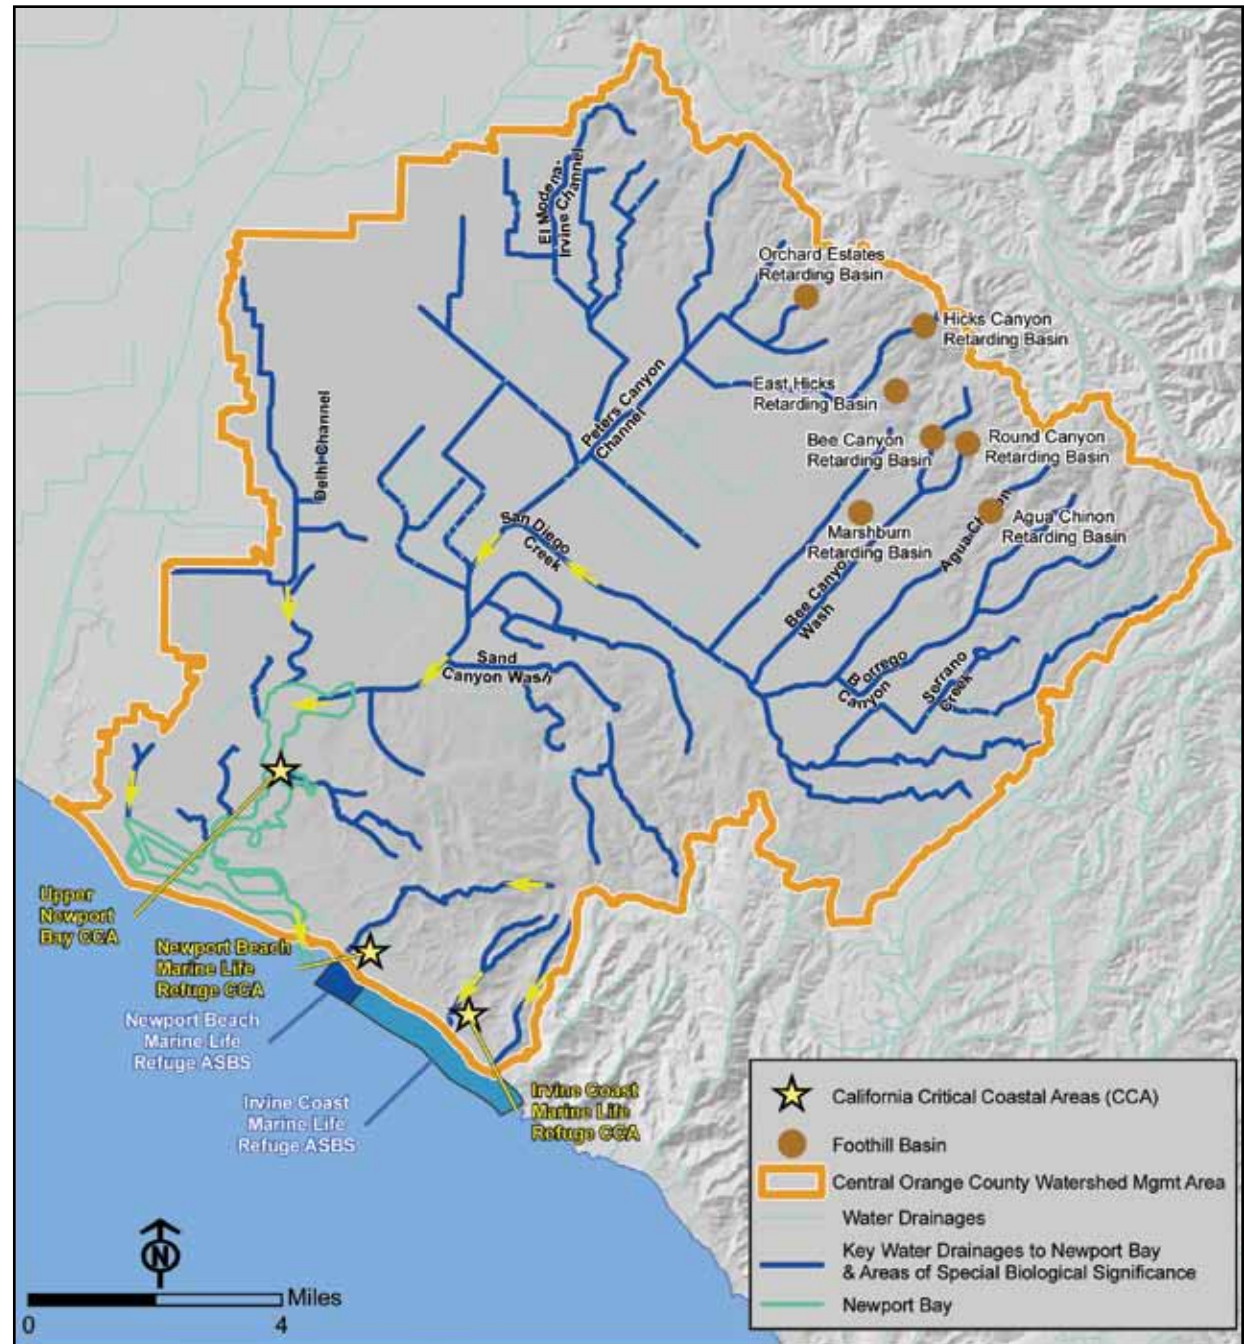 El Modena-
Irvine Channel
Orchard Estates
Retarding Basin
Hicks Canyon
Retarding Basin
East Hicks
Retarding Basin
Peters Canyon
Channel
Delhi Channel
Bee Canyon
Retarding Basin
Round Canyon
Retarding Basin
San Diego
Creek
Marshburn
Retarding Basin
Agua Chinon
Agua Chinon
Retarding Basin
Bee Canyon
Wash
Sand
Canyon Wash
Borrego
Canyon
Serrano
Creek
Upper
Newport
Bay CCA
Newport Beach
Marine Life
Refuge CCA
Newport Beach
Marine Life
Refuge ASBS
Irvine Coast
Marine Life
Refuge ASBS
Irvine Coast
Marine Life
Refuge CCA
California Critical Coastal Areas (CCA)
Foothill Basin
Central Orange County Watershed Mgmt Area
Water Drainages
Key Water Drainages to Newport Bay
& Areas of Special Biological Significance
Newport Bay
N
Miles
0 4